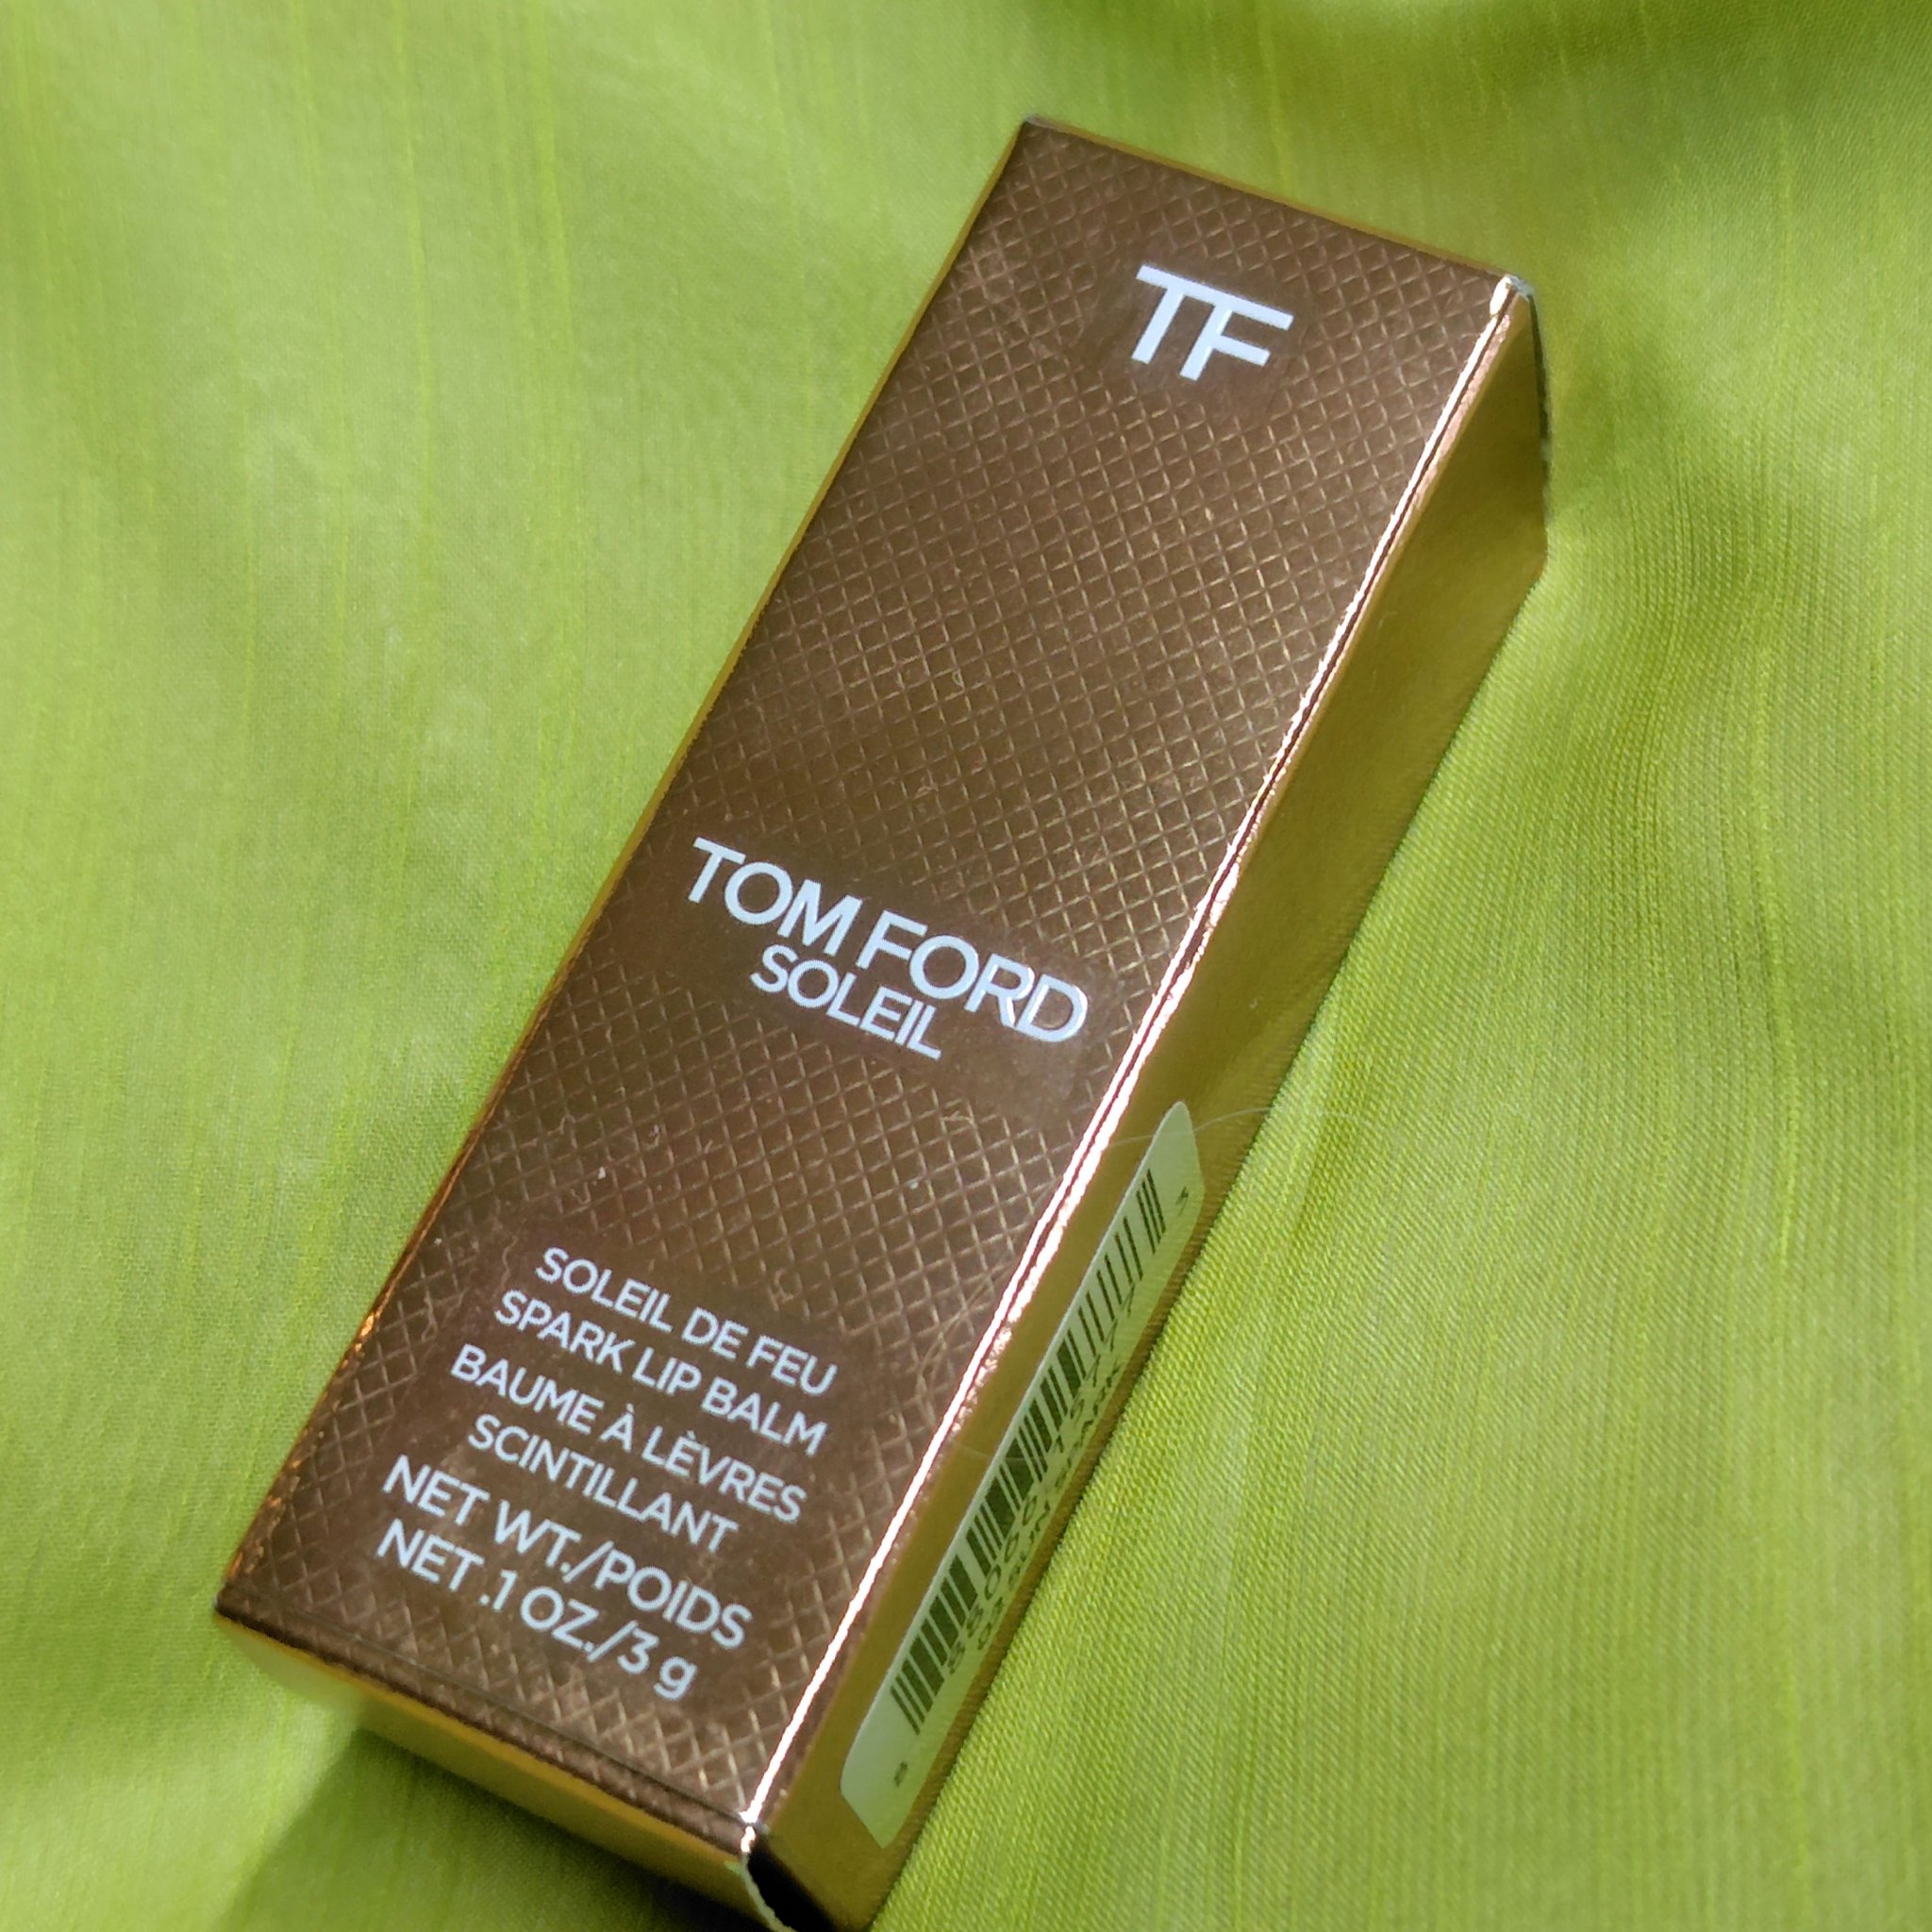 TF
TOM FORD
SOLEIL
SOLEIL DE FEU
SPARK LIP BALM
BAUME À LÈVRES
SCINTILLANT
NET WT./POIDS
NET .1 OZ./3 g